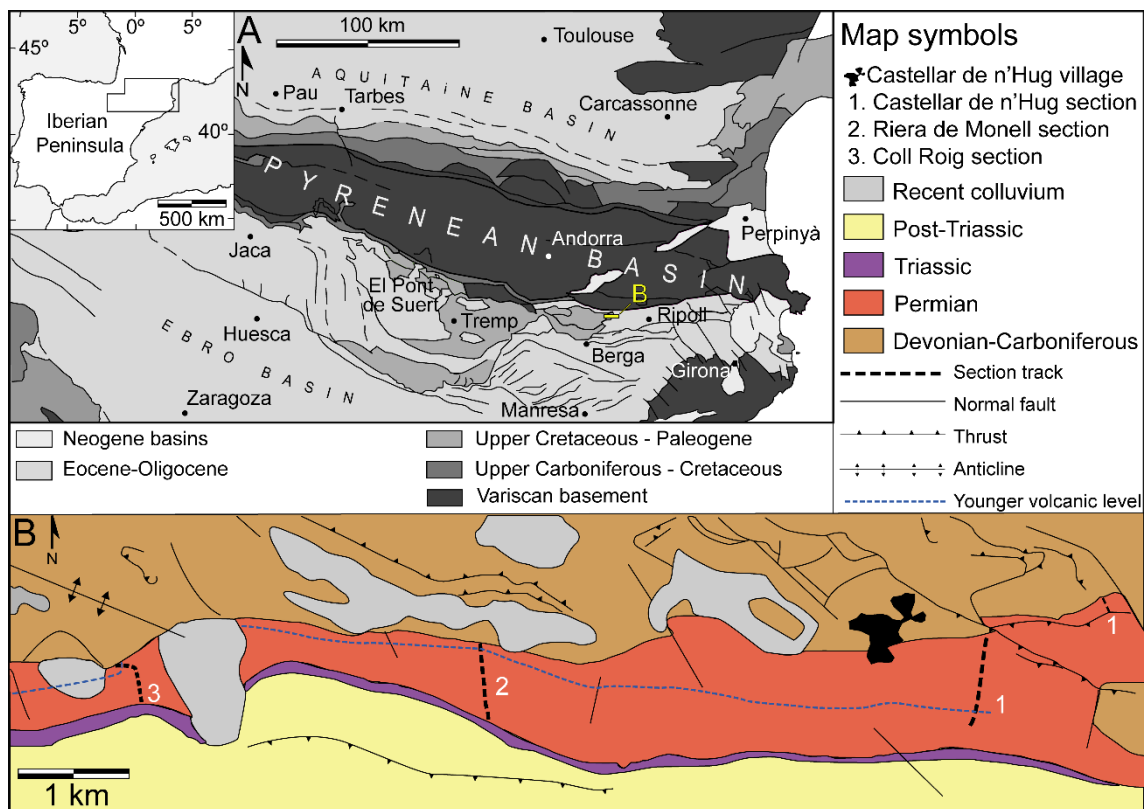 5º
0º
5º
45º
40º
Iberian
Peninsula
500 km
A
100 km
N
Toulouse
AQUITAiNE BASIN
Pau
Tarbes
Carcassonne
PYRENEAN BASIN
Andorra
Perpinyà
Jaca
El Pont
de Suert
B
Tremp
Ripoll
Huesca
Berga
EBRO BASIN
Girona
Zaragoza
Manresa
Neogene basins
Eocene-Oligocene
Upper Cretaceous - Paleogene
Upper Carboniferous - Cretaceous
Variscan basement
Map symbols
Castellar de n'Hug village
1. Castellar de n'Hug section
2. Riera de Monell section
3. Coll Roig section
Recent colluvium
Post-Triassic
Triassic
Permian
Devonian-Carboniferous
Section track
Normal fault
Thrust
Anticline
Younger volcanic level
B
N
1
3
2
1
1 km